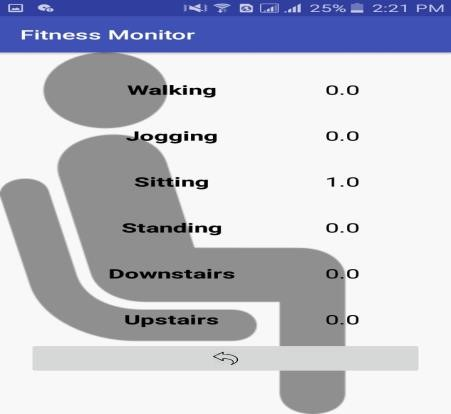 25% 2:21 PM
Fitness Monitor
Walking 0.0
Jogging 0.0
Sitting 1.0
Standing 0.0
Downstairs 0.0
Upstairs 0.0